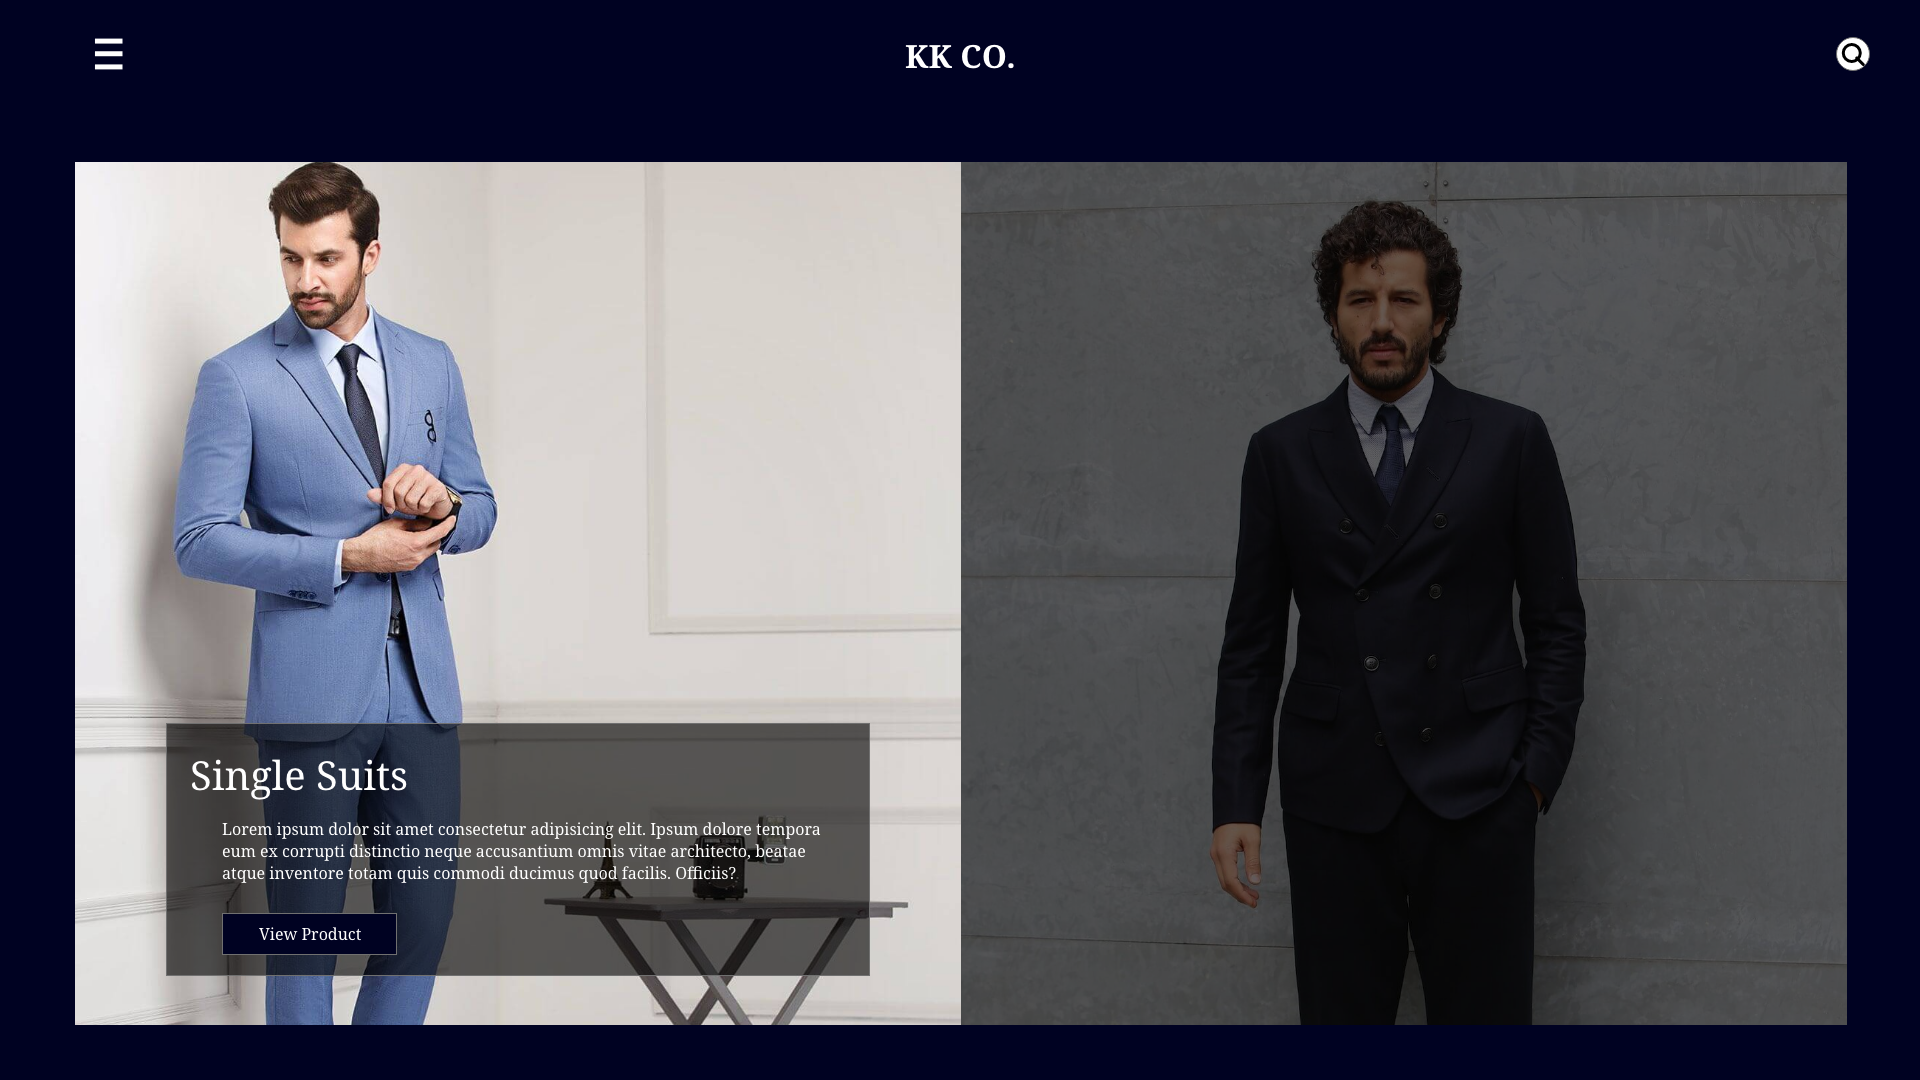 KK CO.
Single Suits
Lorem ipsum dolor sit amet consectetur adipisicing elit. Ipsum dolore tempora
eum ex corrupti distinctio neque accusantium omnis vitae architecto, beatae
atque inventore totam quis commodi ducimus quod facilis. Officiis?
View Product